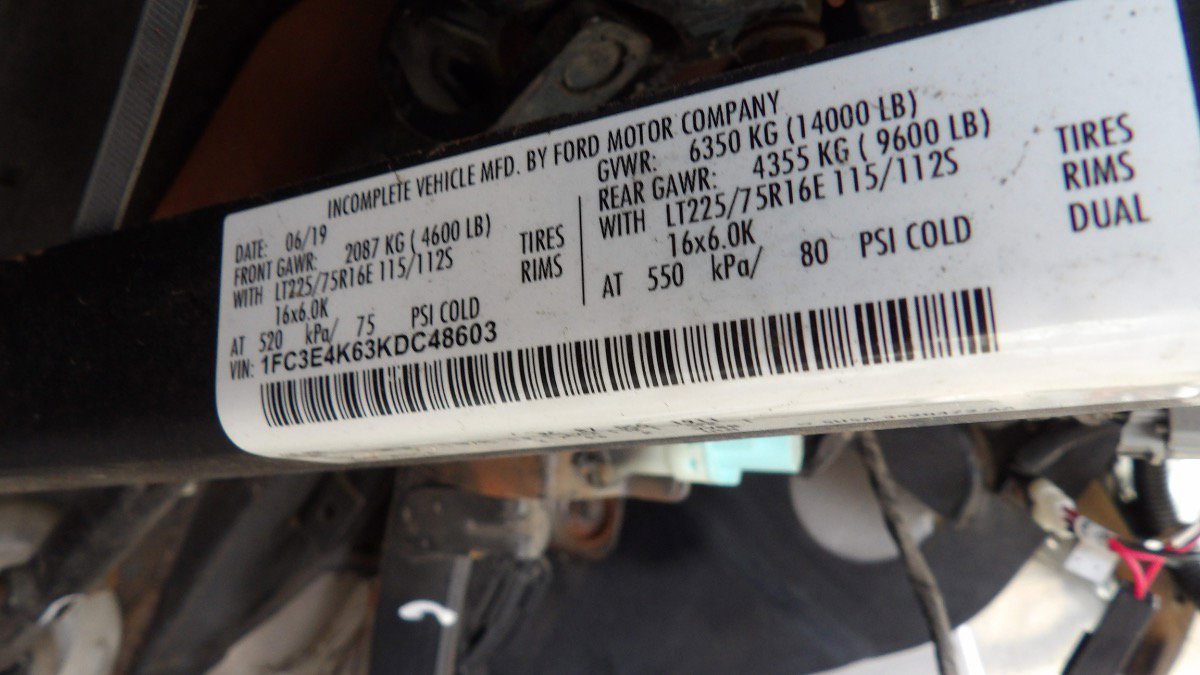 INCOMPLETE VEHICLE MFD. BY FORD MOTOR COMPANY
DATE: 06/19
FRONT GAWR: 2087 KG ( 4600 LB)
WITH LT225/75R16E 115/112S TIRES
16x6.0K RIMS
AT 520 kPa/ 75 PSI COLD
GVWR: 6350 KG (14000 LB)
REAR GAWR: 4355 KG ( 9600 LB)
WITH LT225/75R16E 115/112S TIRES
16x6.0K RIMS
AT 550 kPa/ 80 PSI COLD DUAL
VIN: 1FC3E4K63KDC48603